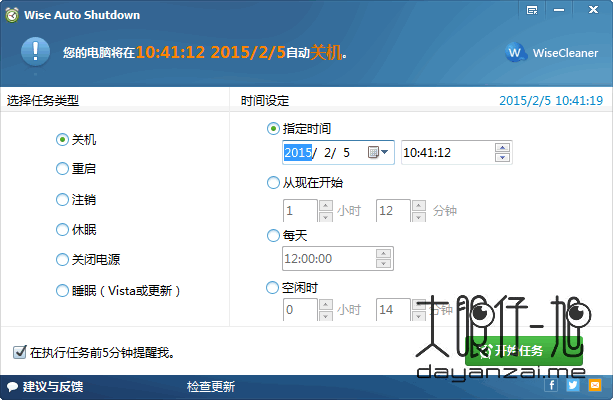 Wise Auto Shutdown
您的电脑将在10:41:12 2015/2/5自动关机。
WiseCleaner
选择任务类型
时间设定
2015/2/5 10:41:19
关机
重启
注销
休眠
关闭电源
睡眠（Vista或更新）
指定时间
2015/ 2/ 5
10:41:12
从现在开始
1 小时 12 分钟
每天
12:00:00
空闲时
0 小时 14 分钟
在执行任务前5分钟提醒我。
开始任务
大眼仔~旭
dayanzai.me
建议与反馈
检查更新